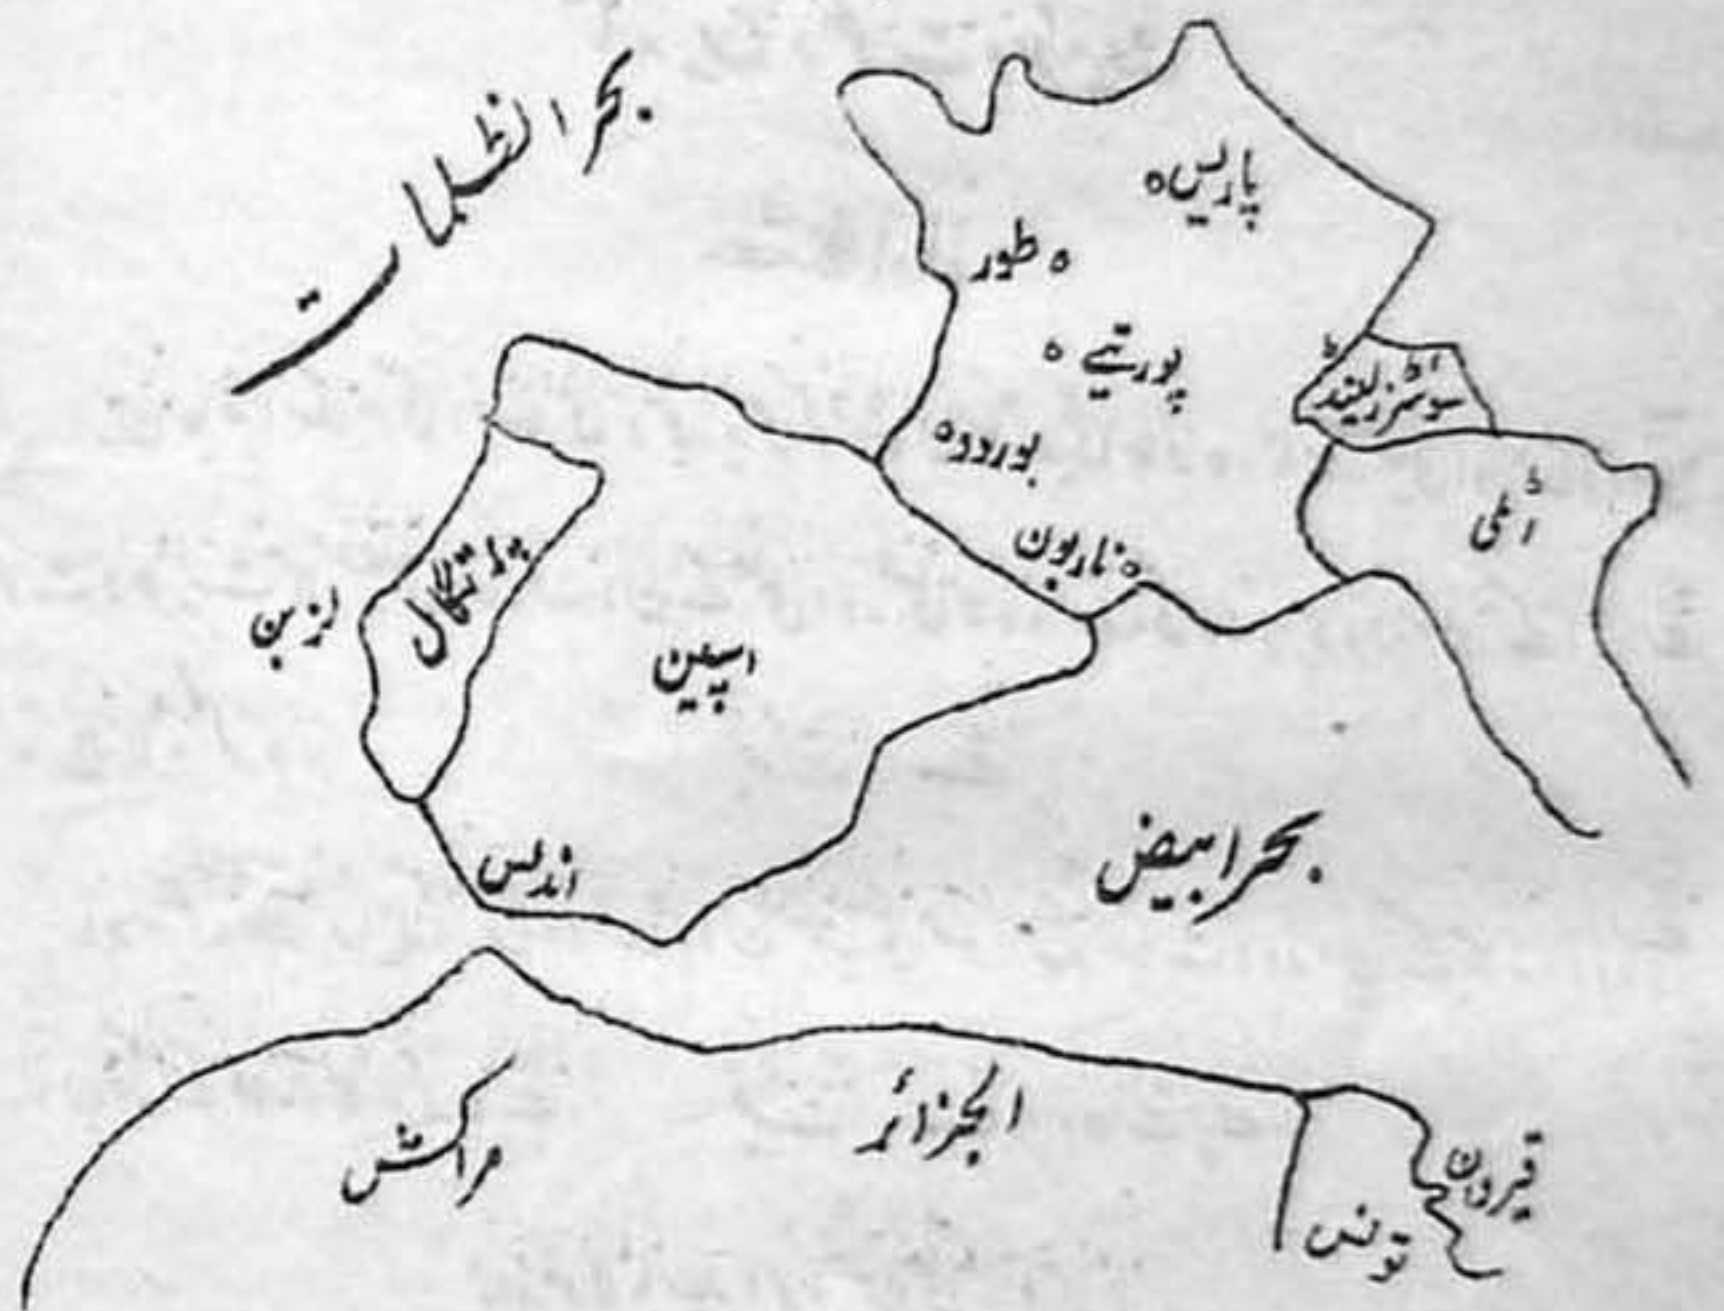 بحر الظلمات
پاریس
طور
پورتیے
سوئٹزرلینڈ
بوردو
اٹلی
ناربون
پرتگال
لزبن
اسپین
بحر ابیض
اندلس
الجزائر
مراکش
قیروان
تونس